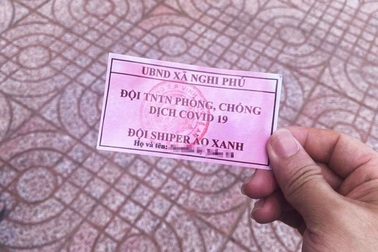 UBND XÃ NGHI PHÚ
ĐỘI TNTN PHÒNG, CHỐNG
DỊCH COVID 19
ĐỘI SHIPER ÁO XANH
Họ và tên: